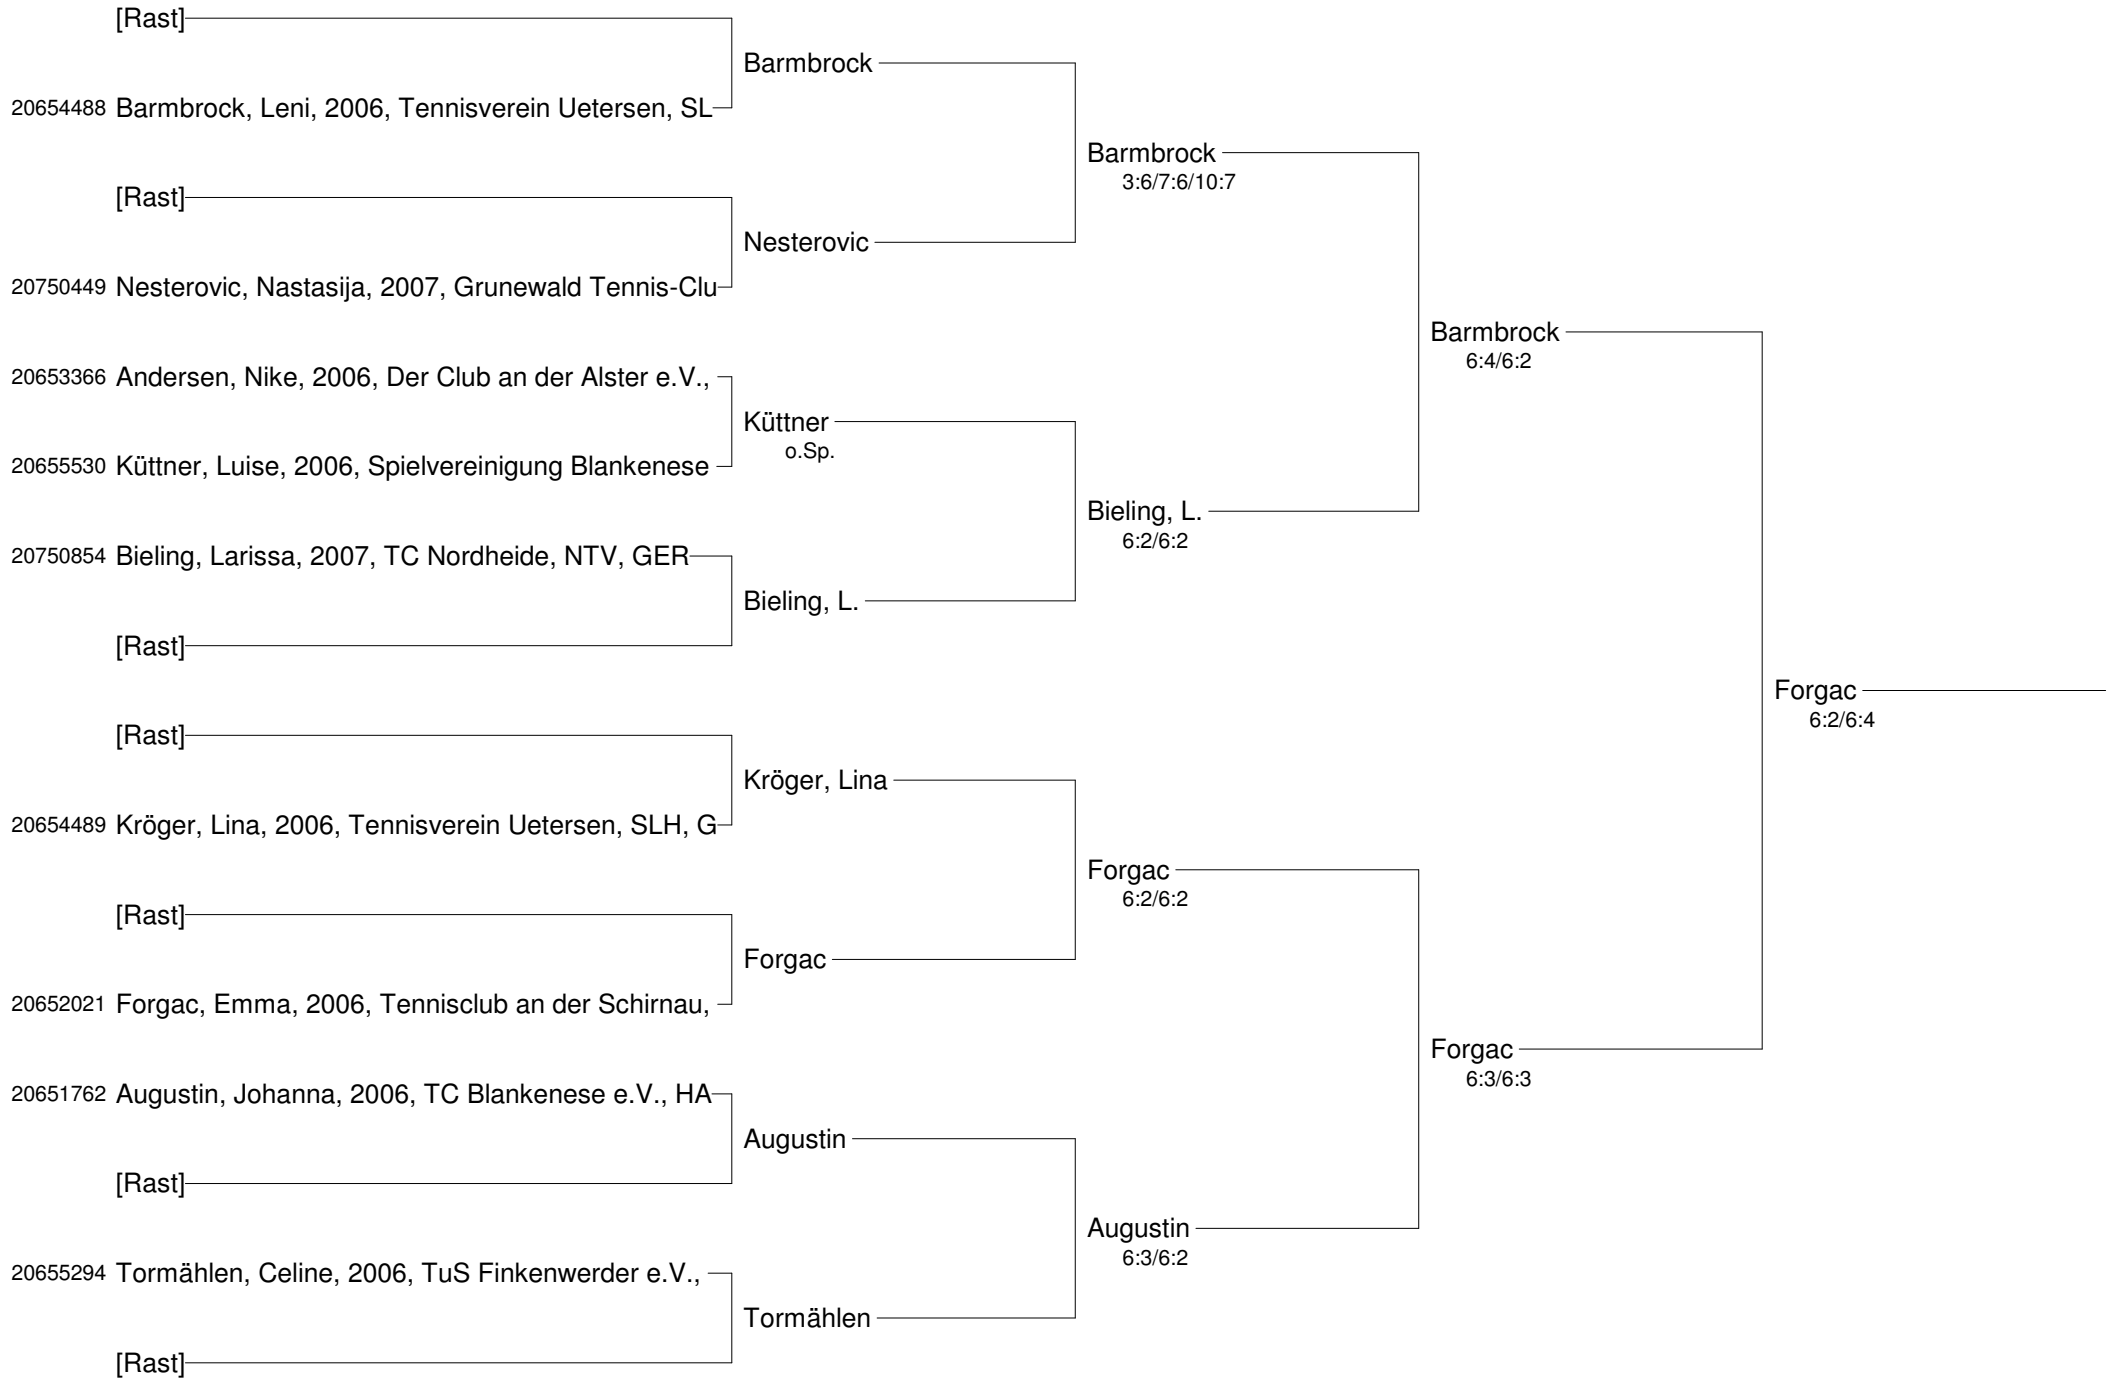 [Rast]
Barmbrock
20654488 Barmbrock, Leni, 2006, Tennisverein Uetersen, SL
Barmbrock
3:6/7:6/10:7
[Rast]
Nesterovic
20750449 Nesterovic, Nastasija, 2007, Grunewald Tennis-Clu
Barmbrock
6:4/6:2
20653366 Andersen, Nike, 2006, Der Club an der Alster e.V.,
Küttner
o.Sp.
20655530 Küttner, Luise, 2006, Spielvereinigung Blankenese
Bieling, L.
6:2/6:2
20750854 Bieling, Larissa, 2007, TC Nordheide, NTV, GER
Bieling, L.
[Rast]
Forgac
6:2/6:4
[Rast]
Kröger, Lina
20654489 Kröger, Lina, 2006, Tennisverein Uetersen, SLH, G
Forgac
6:2/6:2
[Rast]
Forgac
20652021 Forgac, Emma, 2006, Tennisclub an der Schirnau,
Forgac
6:3/6:3
20651762 Augustin, Johanna, 2006, TC Blankenese e.V., HA
Augustin
[Rast]
Augustin
6:3/6:2
20655294 Tormählen, Celine, 2006, TuS Finkenwerder e.V.,
Tormählen
[Rast]